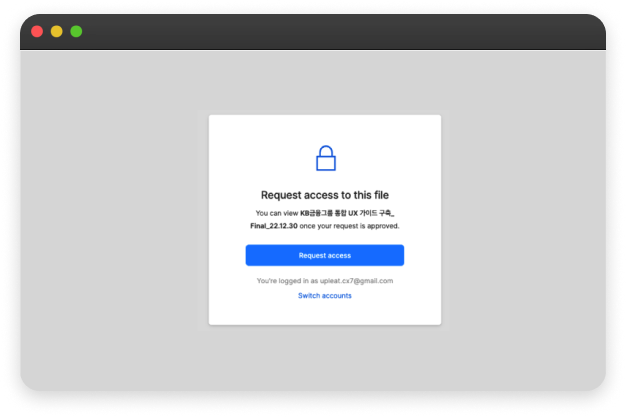 Request access to this file
You can view KB금융그룹 통합 UX 가이드 구축_
Final_22.12.30 once your request is approved.
Request access
You're logged in as upleat.cx7@gmail.com
Switch accounts